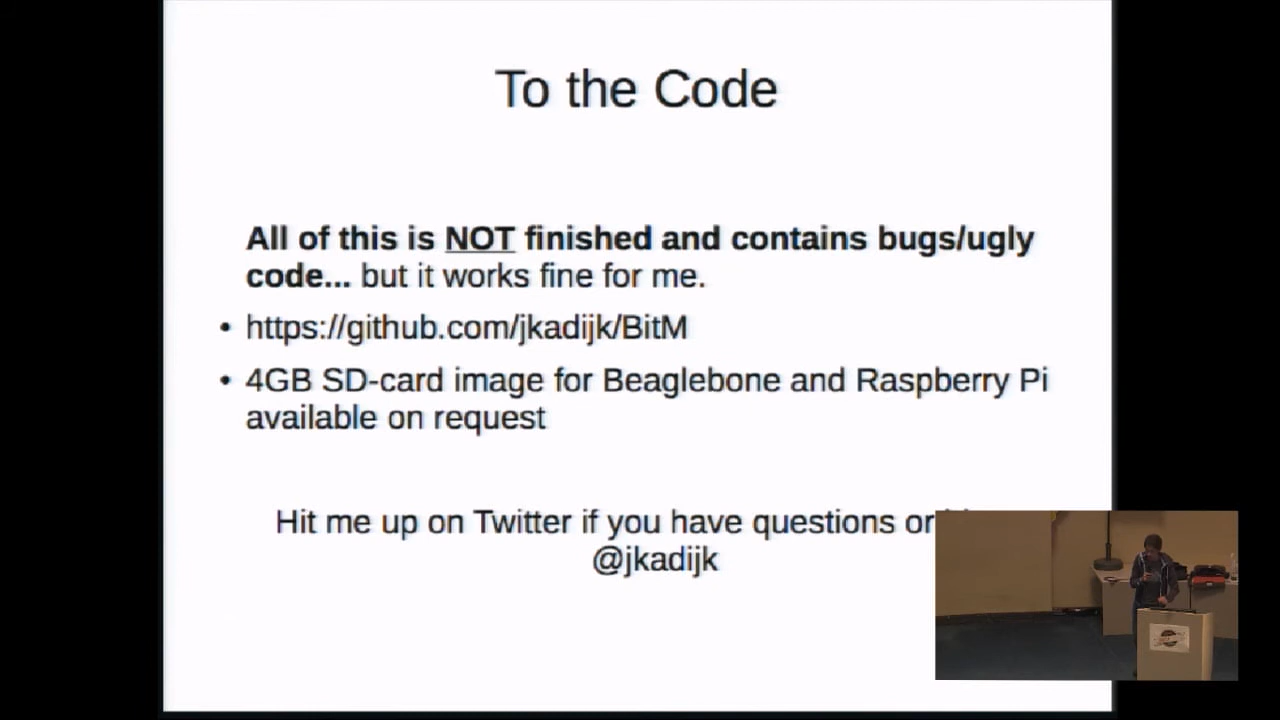 To the Code
All of this is NOT finished and contains bugs/ugly
code... but it works fine for me.
• https://github.com/jkadijk/BitM
• 4GB SD-card image for Beaglebone and Raspberry Pi
available on request
Hit me up on Twitter if you have questions or
@jkadijk